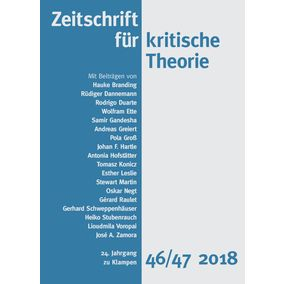 Zeitschrift
für kritische
Theorie
Mit Beiträgen von
Hauke Branding
Rüdiger Dannemann
Rodrigo Duarte
Wolfram Ette
Samir Gandesha
Andreas Greiert
Pola Groß
Johan F. Hartle
Antonia Hofstätter
Tomasz Konicz
Esther Leslie
Stewart Martin
Oskar Negt
Gérard Raulet
Gerhard Schweppenhäuser
Heiko Stubenrauch
Lioudmila Voropai
José A. Zamora
24. Jahrgang
zu Klampen
46/47 2018